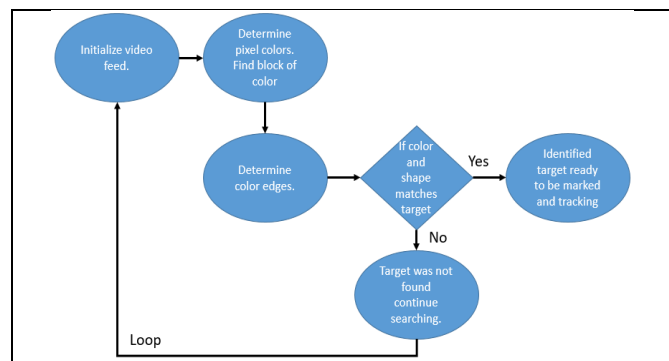 Initialize video
feed.
Determine
pixel colors.
Find block of
color
Determine
color edges.
If color
and
shape
matches
target
Yes
Identified
target ready
to be marked
and tracking
No
Target was not
found
continue
searching.
Loop